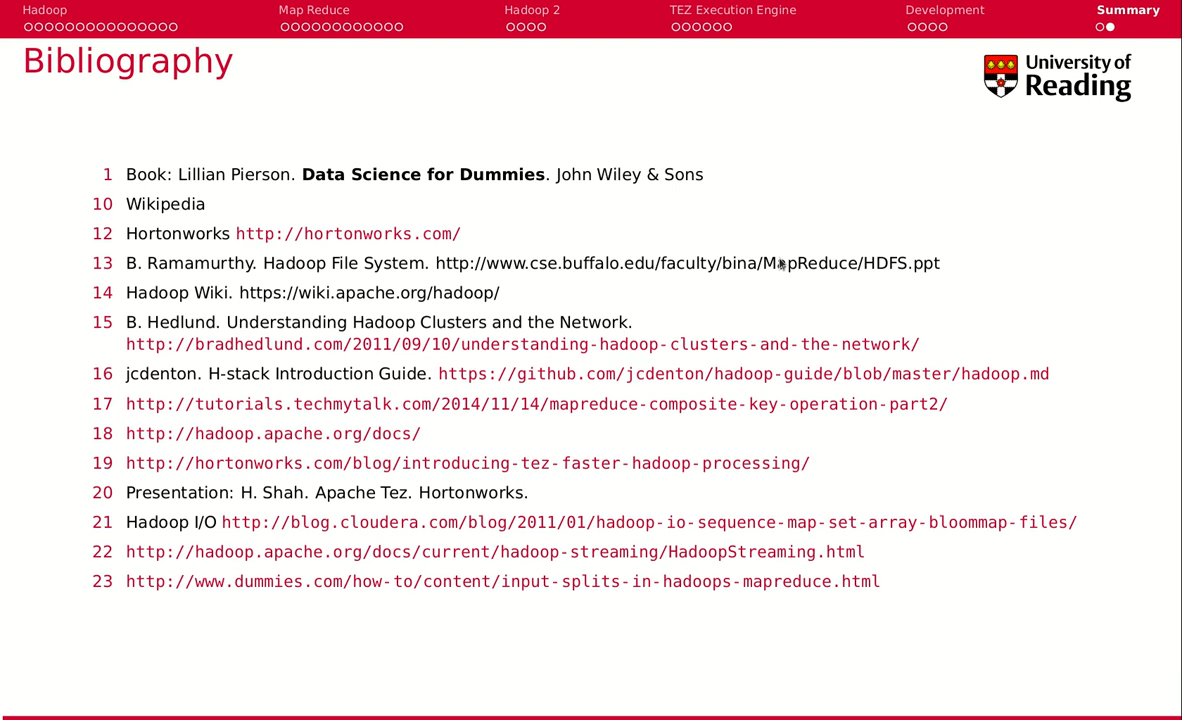 Hadoop Map Reduce Hadoop 2 TEZ Execution Engine Development Summary
Bibliography
University of
Reading
1 Book: Lillian Pierson. Data Science for Dummies. John Wiley & Sons
10 Wikipedia
12 Hortonworks http://hortonworks.com/
13 B. Ramamurthy. Hadoop File System. http://www.cse.buffalo.edu/faculty/bina/MapReduce/HDFS.ppt
14 Hadoop Wiki. https://wiki.apache.org/hadoop/
15 B. Hedlund. Understanding Hadoop Clusters and the Network.
http://bradhedlund.com/2011/09/10/understanding-hadoop-clusters-and-the-network/
16 jcdenton. H-stack Introduction Guide. https://github.com/jcdenton/hadoop-guide/blob/master/hadoop.md
17 http://tutorials.techmytalk.com/2014/11/14/mapreduce-composite-key-operation-part2/
18 http://hadoop.apache.org/docs/
19 http://hortonworks.com/blog/introducing-tez-faster-hadoop-processing/
20 Presentation: H. Shah. Apache Tez. Hortonworks.
21 Hadoop I/O http://blog.cloudera.com/blog/2011/01/hadoop-io-sequence-map-set-array-bloommap-files/
22 http://hadoop.apache.org/docs/current/hadoop-streaming/HadoopStreaming.html
23 http://www.dummies.com/how-to/content/input-splits-in-hadoops-mapreduce.html